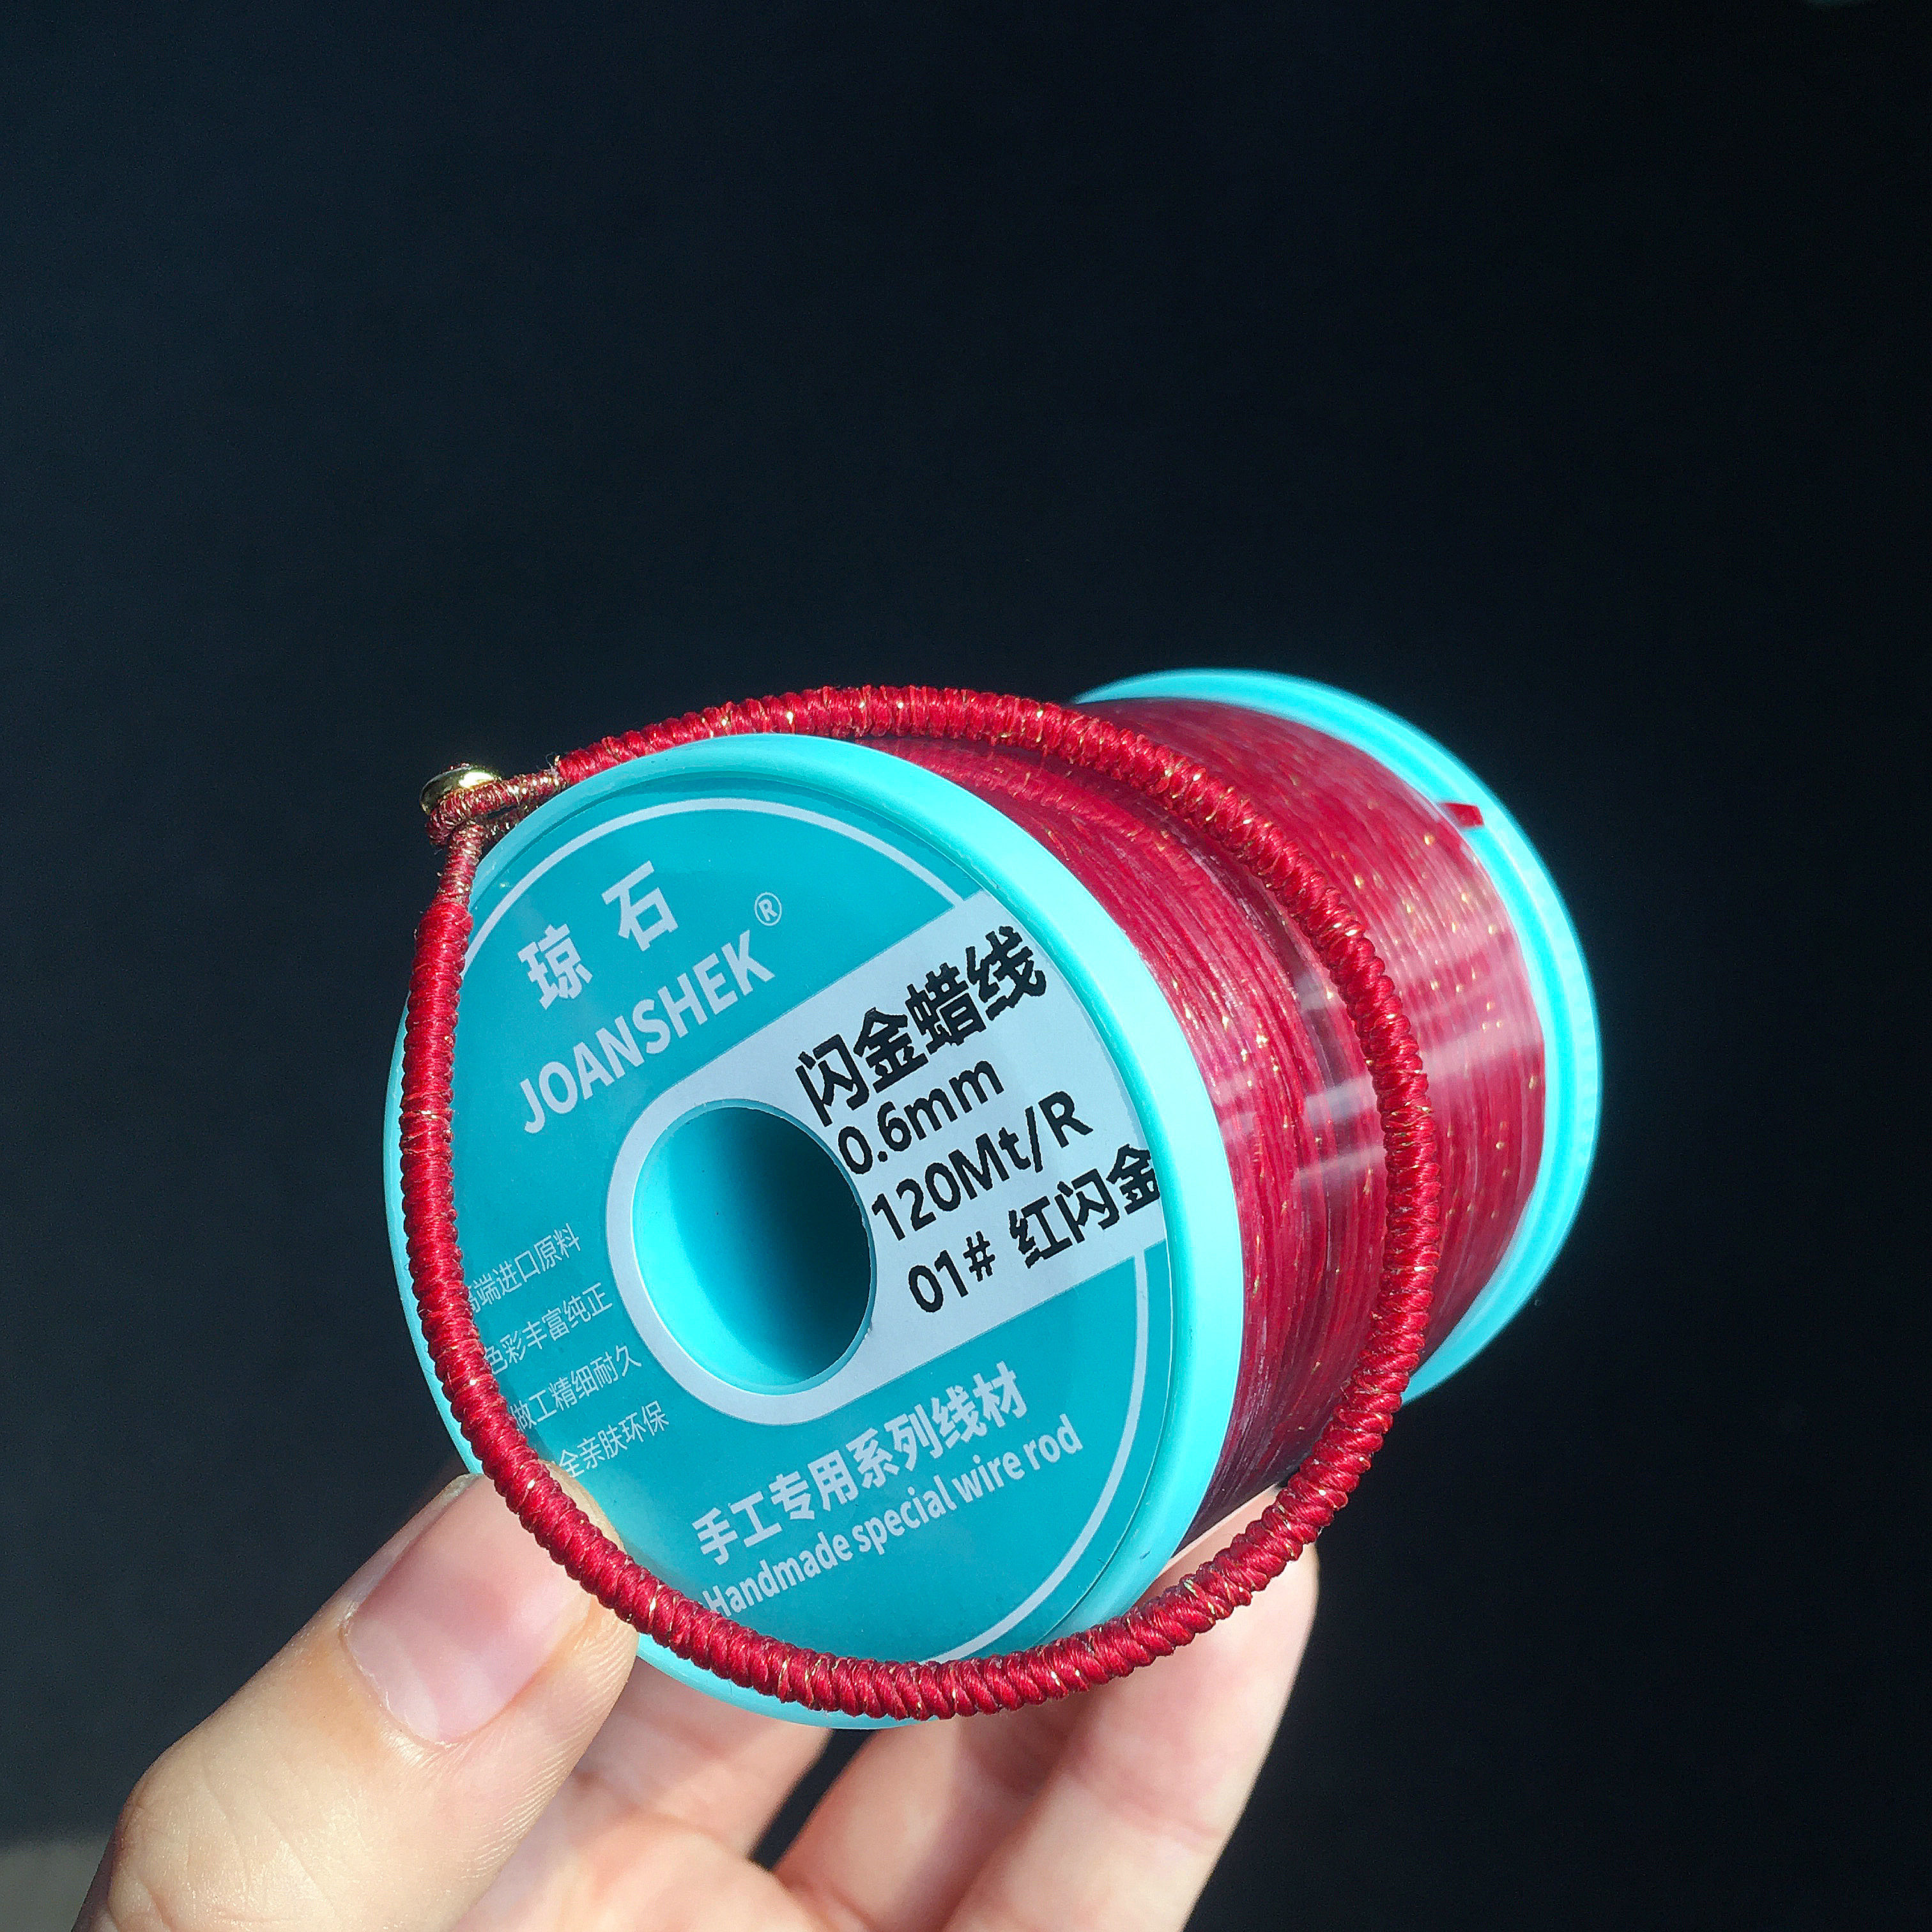 琼石
JOANSHEK®
闪金蜡线
0.6mm
120Mt/R
01# 红闪金
高端进口原料
色彩丰富纯正
做工精细耐久
全亲肤环保
手工专用系列线材
Handmade special wire rod